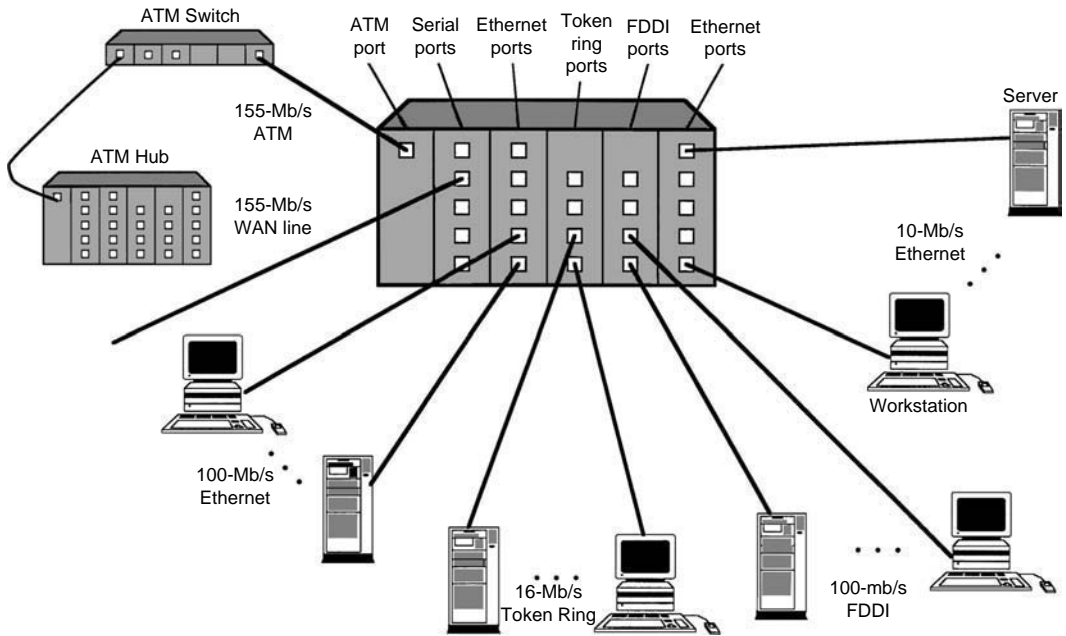 ATM Switch
ATM
port
Serial
ports
Ethernet
ports
Token
ring
ports
FDDI
ports
Ethernet
ports
155-Mb/s
ATM
Server
ATM Hub
155-Mb/s
WAN line
10-Mb/s
Ethernet
Workstation
100-Mb/s
Ethernet
16-Mb/s
Token Ring
100-mb/s
FDDI